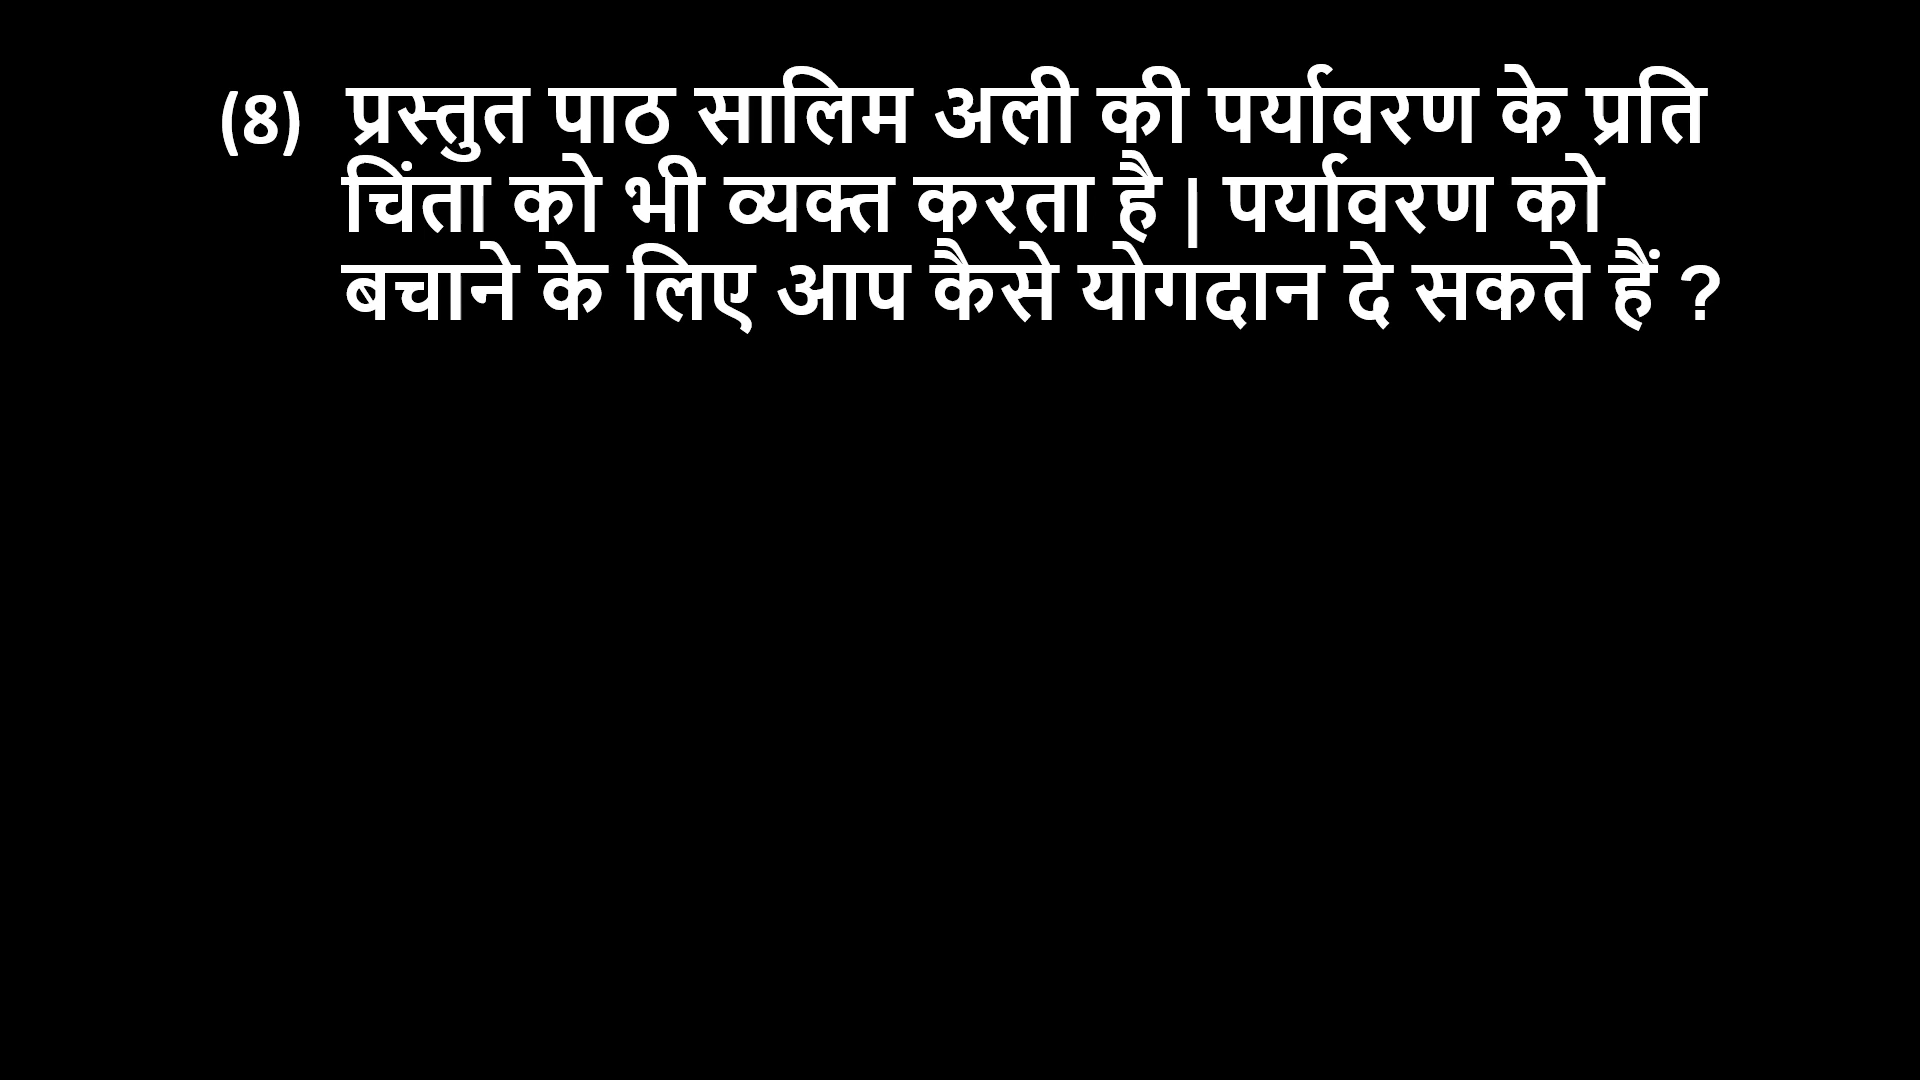 (8) प्रस्तुत पाठ सालिम अली की पर्यावरण के प्रति
चिंता को भी व्यक्त करता है | पर्यावरण को
बचाने के लिए आप कैसे योगदान दे सकते हैं ?